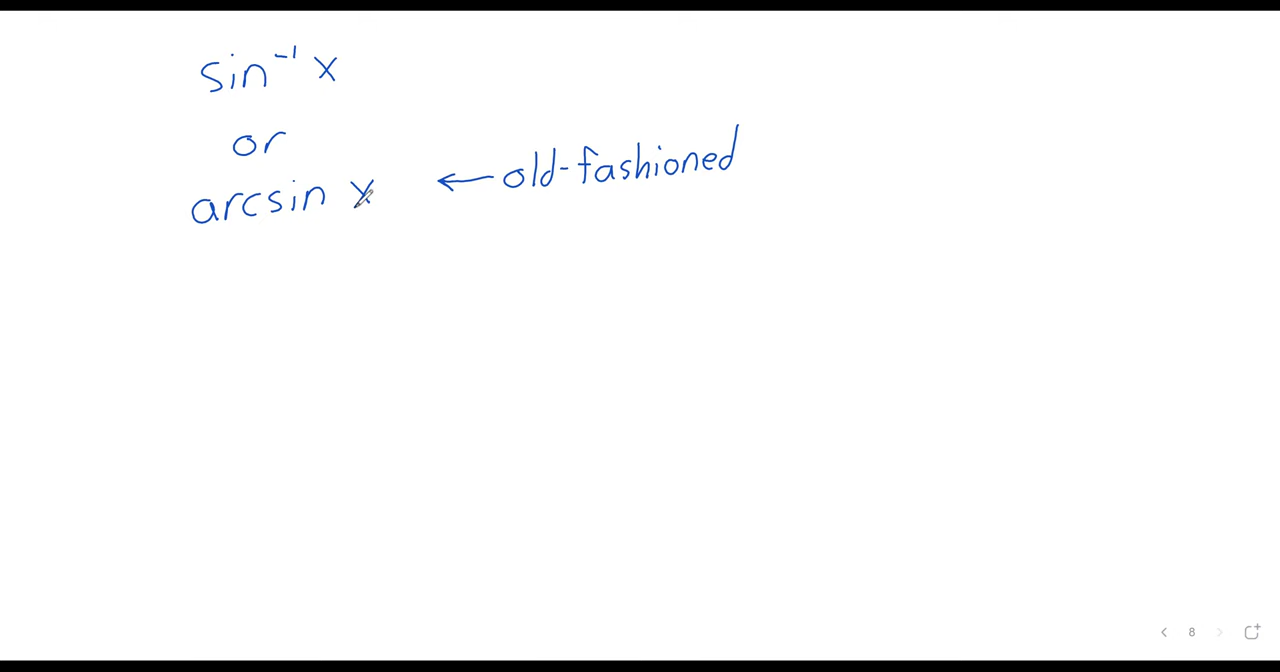 sin⁻¹ x
or
arcsin x ← old-fashioned
8